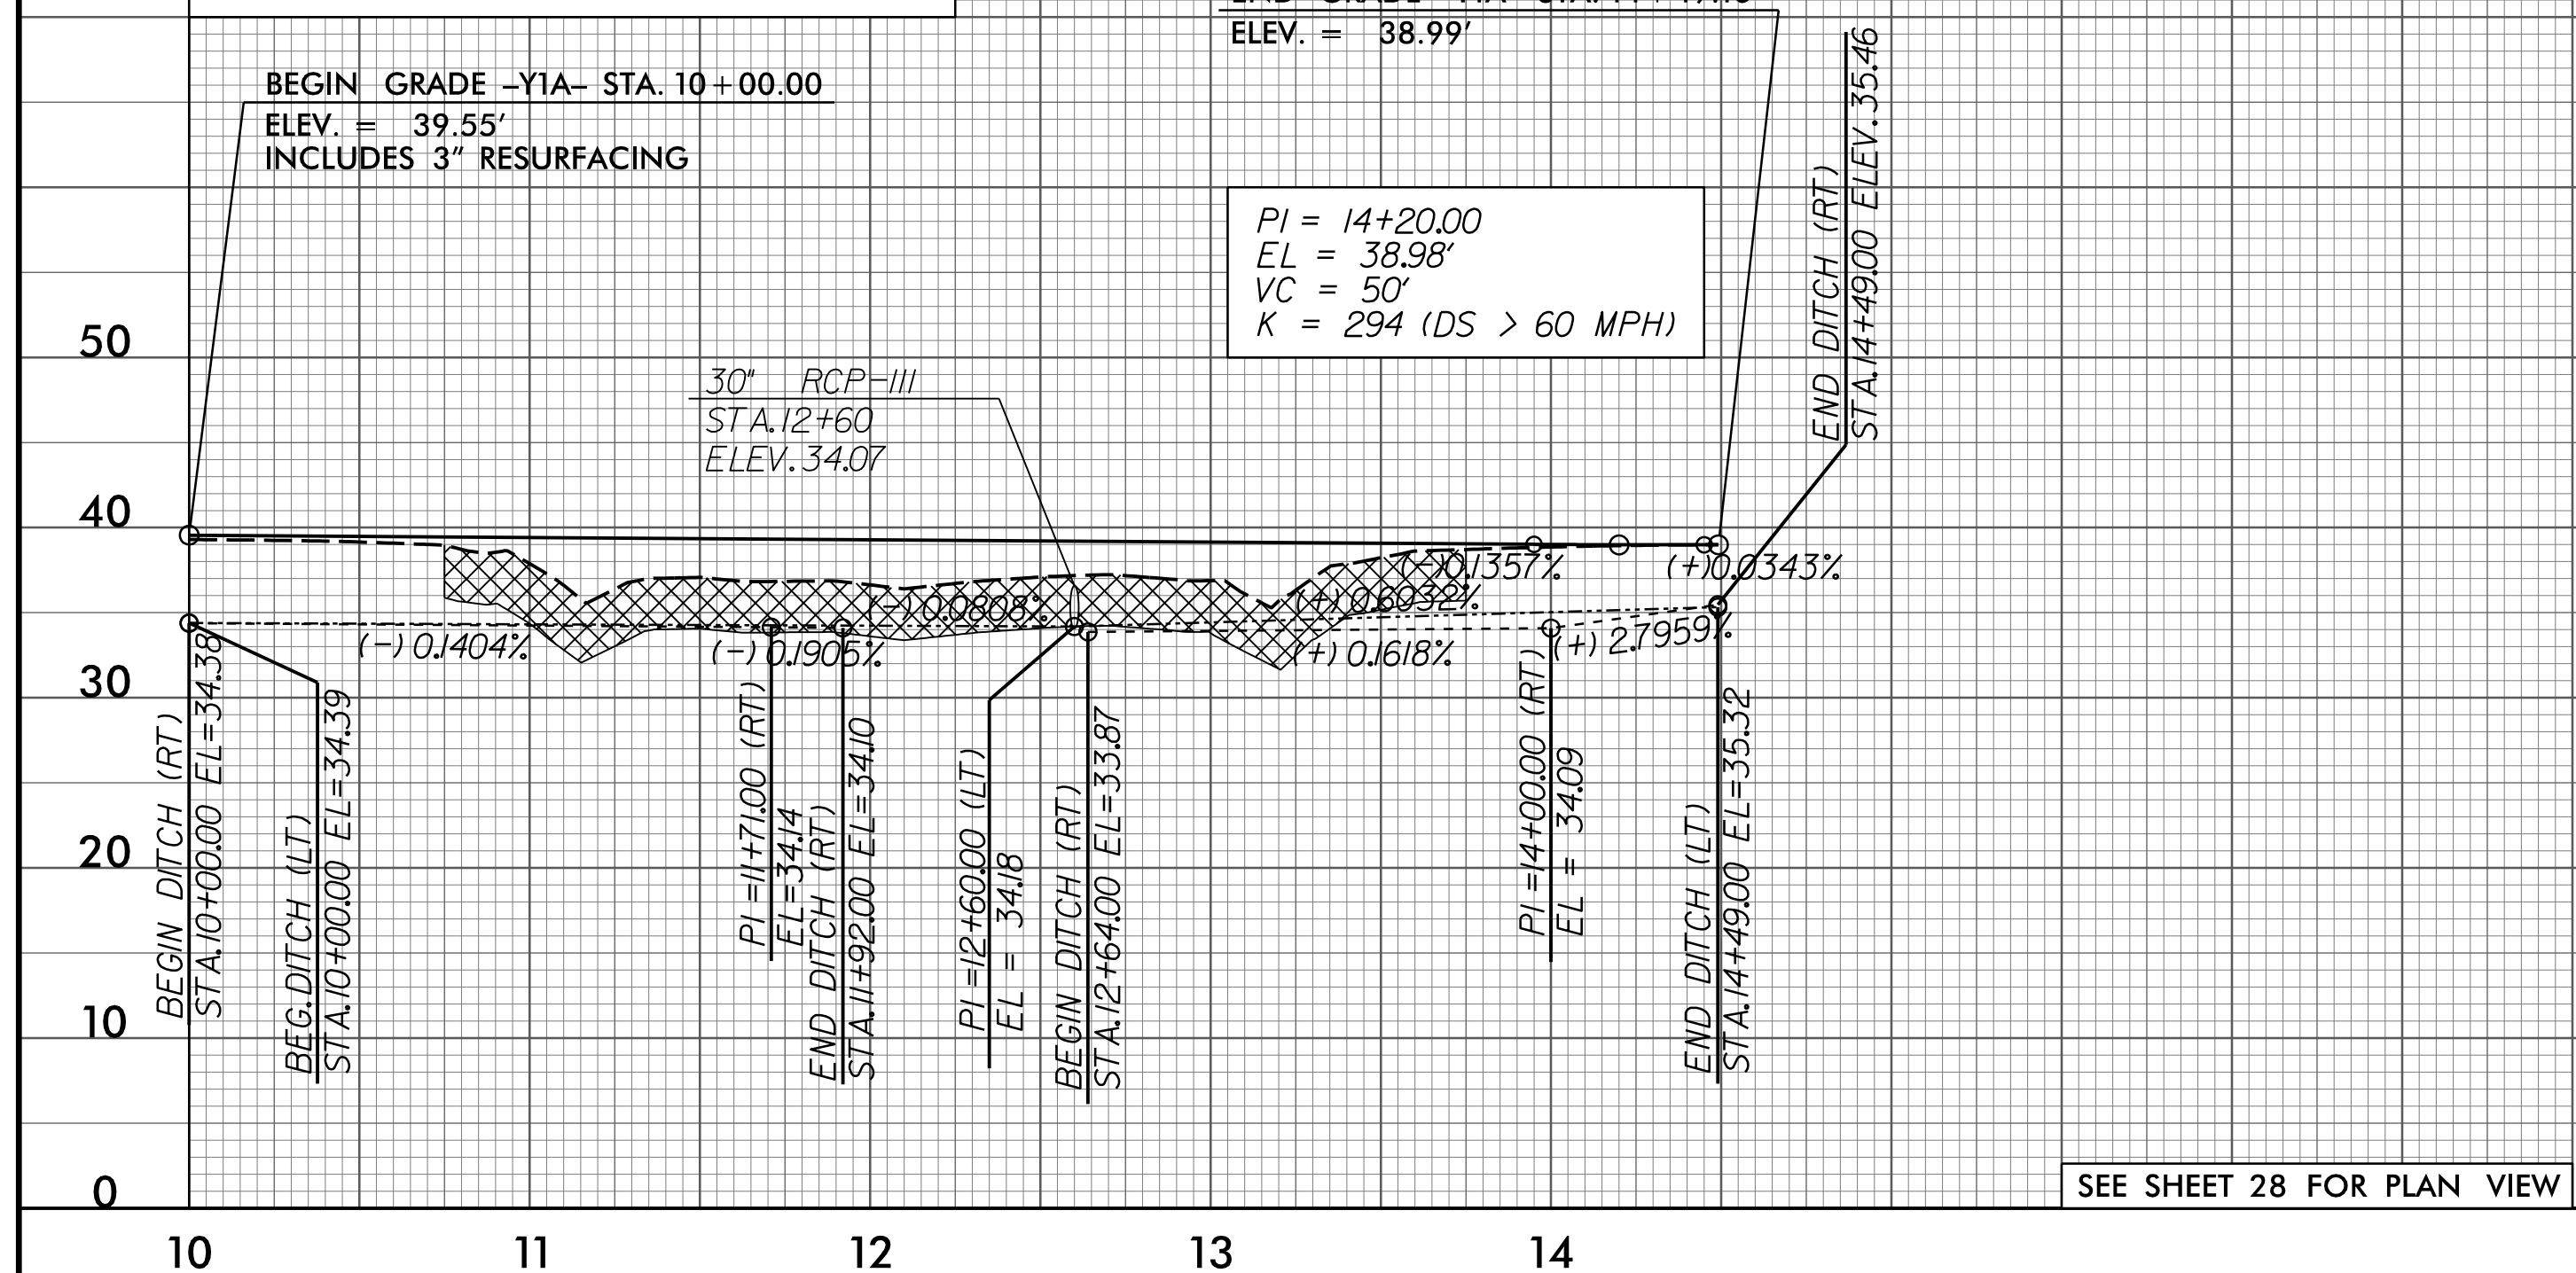 ELEV. = 38.99'
BEGIN GRADE -Y1A- STA. 10+00.00
ELEV. = 39.55'
INCLUDES 3" RESURFACING
PI = 14+20.00
EL = 38.98'
VC = 50'
K = 294 (DS > 60 MPH)
END DITCH (RT)
STA.14+49.00 ELEV.35.46
30" RCP-III
STA.12+60
ELEV.34.07
50
40
30
20
10
0
(-)0.1357%
(+)0.0343%
(-)0.0808%
(+)0.6032%
(-)0.1404%
(-)0.1905%
(+)0.1618%
(+)2.7959%
BEGIN DITCH (RT)
STA.10+00.00 EL=34.38
BEG.DITCH (LT)
STA.10+00.00 EL=34.39
PI =11+71.00 (RT)
EL=34.14
END DITCH (RT)
STA.11+92.00 EL=34.10
PI =12+60.00 (LT)
EL = 34.18
BEGIN DITCH (RT)
STA.12+64.00 EL=33.87
PI =14+00.00 (RT)
EL = 34.09
END DITCH (LT)
STA.14+49.00 EL=35.32
SEE SHEET 28 FOR PLAN VIEW
10 11 12 13 14